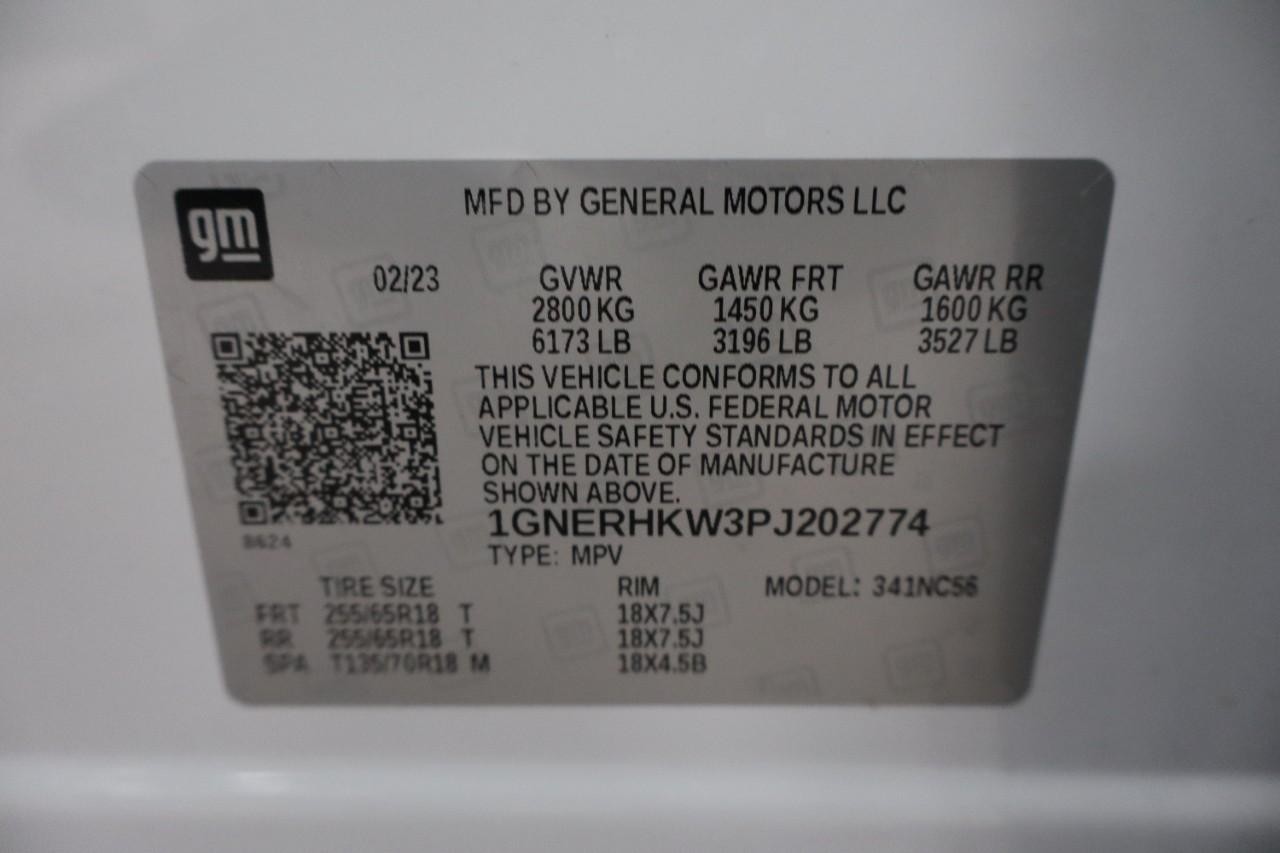 gm
MFD BY GENERAL MOTORS LLC
02/23 GVWR GAWR FRT GAWR RR
2800 KG 1450 KG 1600 KG
6173 LB 3196 LB 3527 LB
THIS VEHICLE CONFORMS TO ALL
APPLICABLE U.S. FEDERAL MOTOR
VEHICLE SAFETY STANDARDS IN EFFECT
ON THE DATE OF MANUFACTURE
SHOWN ABOVE.
1GNERHKW3PJ202774
8624
TYPE: MPV
TIRE SIZE RIM MODEL: 341NC56
FRT 255/65R18 T 18X7.5J
RR 255/65R18 T 18X7.5J
SPA T135/70R18 M 18X4.5B